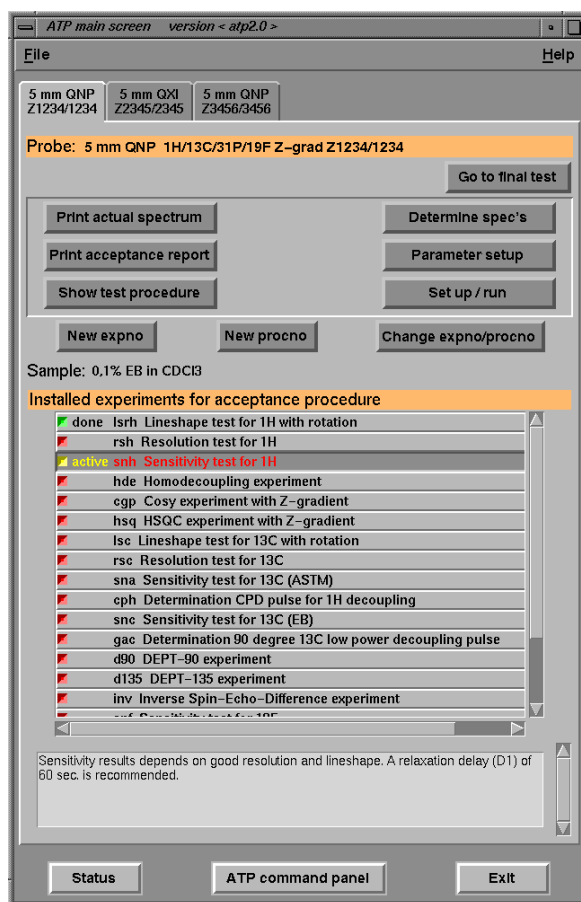 ATP main screen version < atp2.0 >
File Help
5 mm QNP 5 mm QXI 5 mm QNP
Z1234/1234 Z2345/2345 Z3456/3456
Probe: 5 mm QNP 1H/13C/31P/19F Z-grad Z1234/1234
Go to final test
Print actual spectrum Determine spec's
Print acceptance report Parameter setup
Show test procedure Set up / run
New expno New procno Change expno/procno
Sample: 0,1% EB in CDCl3
Installed experiments for acceptance procedure
done lsrh Lineshape test for 1H with rotation
rsh Resolution test for 1H
active snh Sensitivity test for 1H
hde Homodecoupling experiment
cgp Cosy experiment with Z-gradient
hsq HSQC experiment with Z-gradient
lsc Lineshape test for 13C with rotation
rsc Resolution test for 13C
sna Sensitivity test for 13C (ASTM)
cph Determination CPD pulse for 1H decoupling
snc Sensitivity test for 13C (EB)
gac Determination 90 degree 13C low power decoupling pulse
d90 DEPT-90 experiment
d135 DEPT-135 experiment
inv Inverse Spin-Echo-Difference experiment
snf Sensitivity test for 19F
Sensitivity results depends on good resolution and lineshape. A relaxation delay (D1) of
60 sec. is recommended.
Status ATP command panel Exit